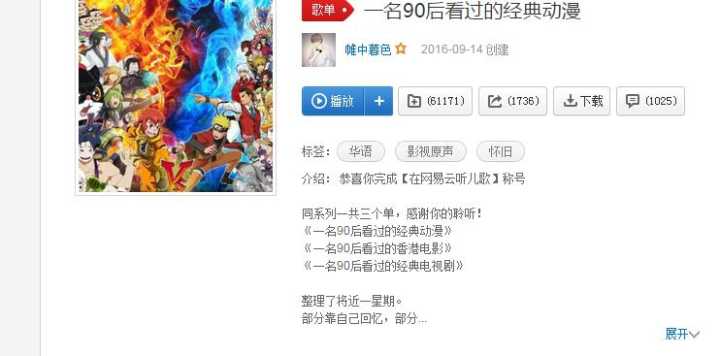 歌单
一名90后看过的经典动漫
帷中暮色
2016-09-14 创建
播放 + (61171) (1736) 下载 (1025)
标签： 华语 影视原声 怀旧
介绍： 恭喜你完成【在网易云听儿歌】称号
同系列一共三个单，感谢你的聆听！
《一名90后看过的经典动漫》
《一名90后看过的香港电影》
《一名90后看过的经典电视剧》
整理了将近一星期。
部分靠自己回忆，部分...
展开